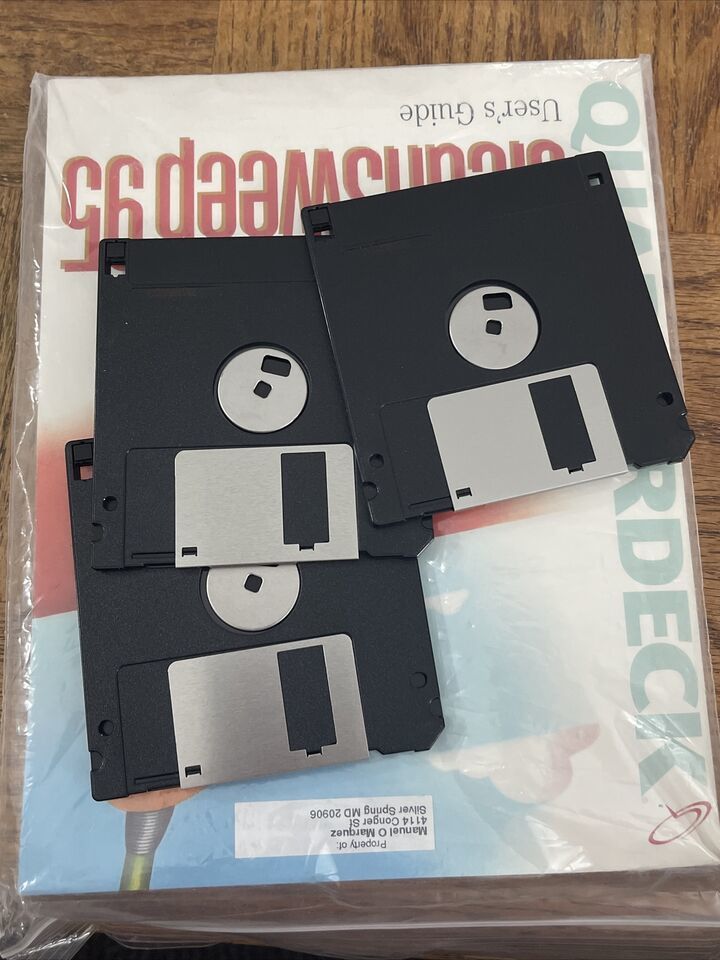 User's Guide
cleanSweep 95
QUARTERDECK
Property of:
Manuel O Marquez
4114 Conger St
Silver Spring MD 20906